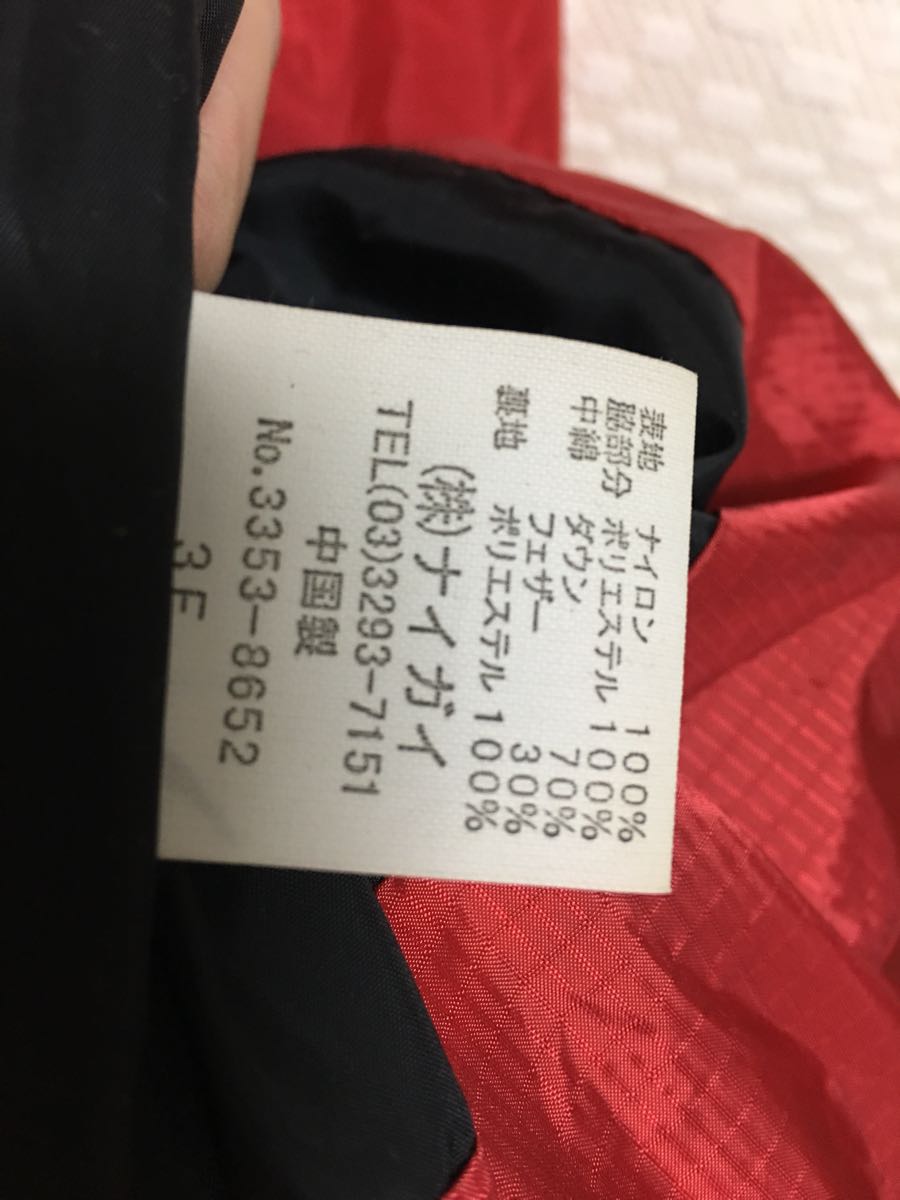 表地 ナイロン 100%
脇部分 ポリエステル 100%
中綿 ダウン 70%
フェザー 30%
裏地 ポリエステル 100%
(株)ナイガイ
TEL(03)3293-7151
中国製
No.3353-8652
3F